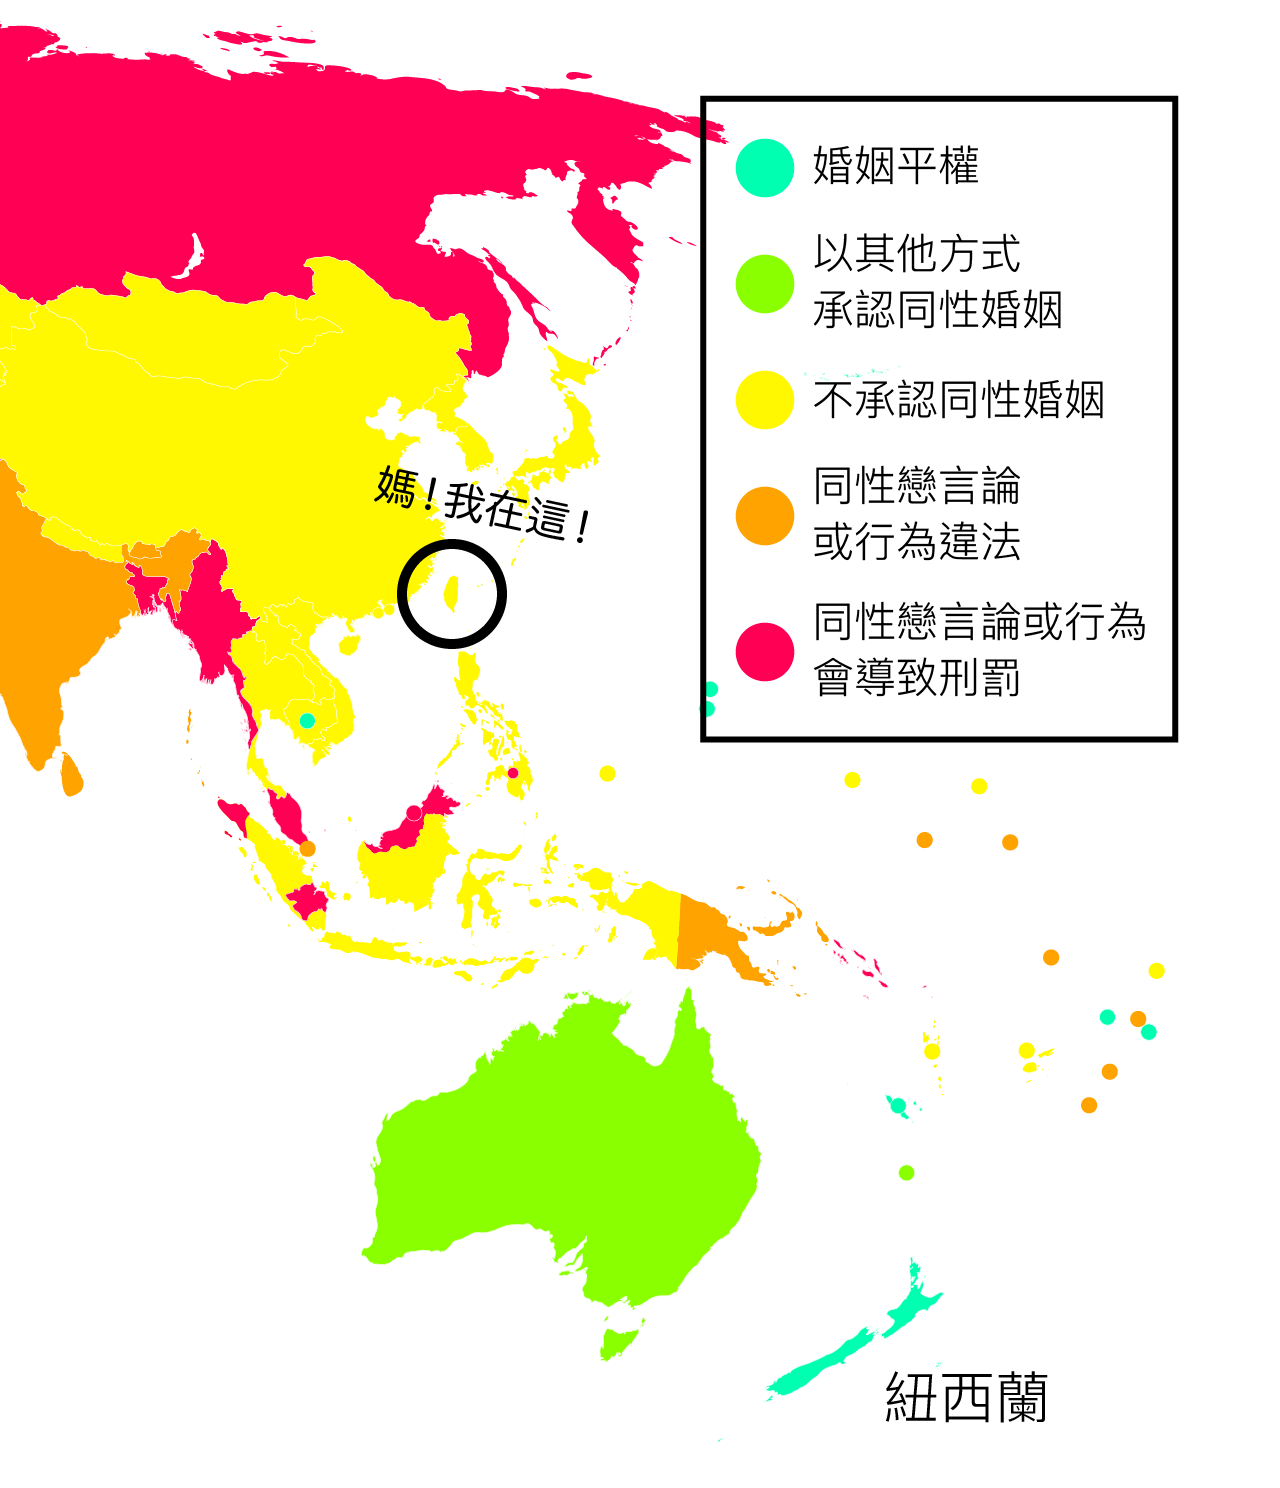 婚姻平權
以其他方式
承認同性婚姻
不承認同性婚姻
同性戀言論
或行為違法
同性戀言論或行為
會導致刑罰
媽！我在這！
紐西蘭